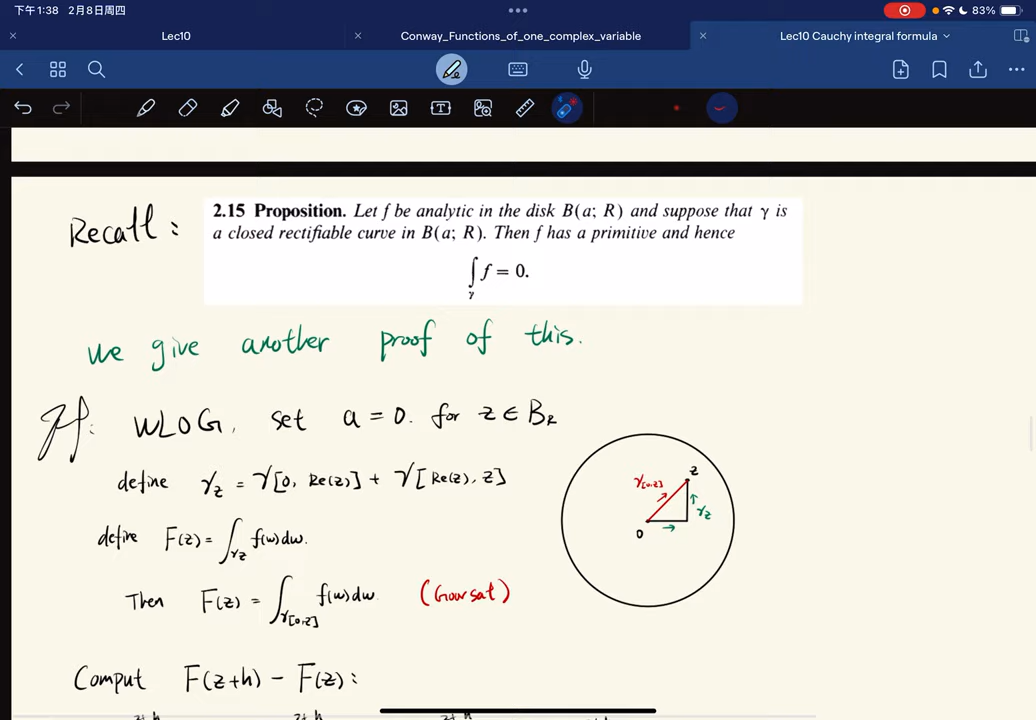 下午1:38 2月8日周四
83%
Lec10
Conway_Functions_of_one_complex_variable
Lec10 Cauchy integral formula
Recall:
2.15 Proposition. Let f be analytic in the disk B(a; R) and suppose that γ is
a closed rectifiable curve in B(a; R). Then f has a primitive and hence
∫_γ f = 0.
we give another proof of this.
Pf: WLOG, set a = 0. for z ∈ B_R
define γ_z = γ[0, Re(z)] + γ[Re(z), z]
define F(z) = ∫_γz f(w)dw.
Then F(z) = ∫_γ[0,z] f(w)dw (Goursat)
z
γ[0,z]
γz
0
Comput F(z+h) - F(z):